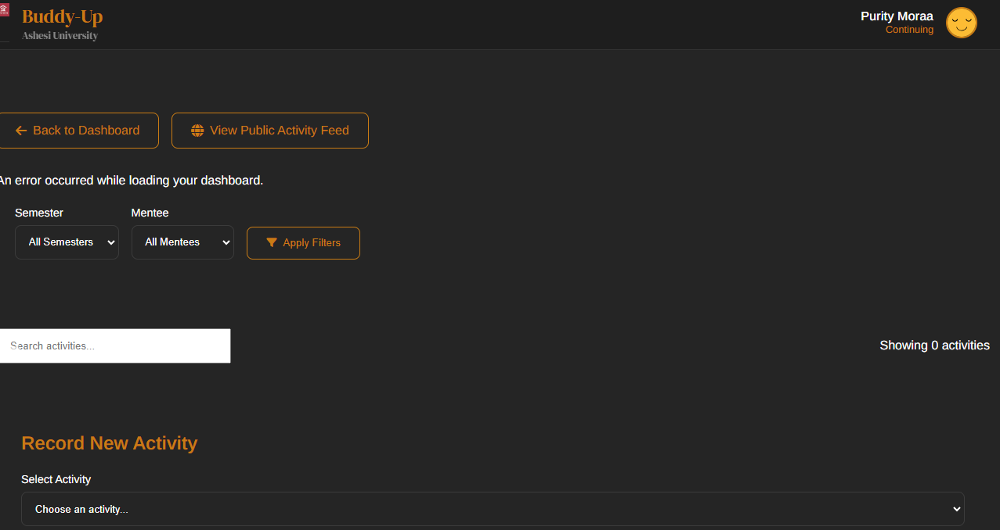 Buddy-Up
Ashesi University
Purity Moraa
Continuing
Back to Dashboard
View Public Activity Feed
An error occurred while loading your dashboard.
Semester
Mentee
All Semesters
All Mentees
Apply Filters
Search activities...
Showing 0 activities
Record New Activity
Select Activity
Choose an activity...